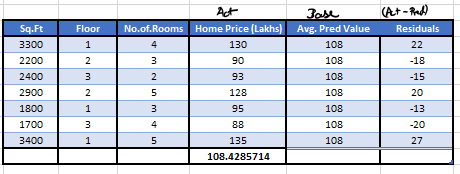 Act Base (Act - Pred)
Sq.Ft Floor No.of.Rooms Home Price (Lakhs) Avg. Pred Value Residuals
3300 1 4 130 108 22
2200 2 3 90 108 -18
2400 3 2 93 108 -15
2900 2 5 128 108 20
1800 1 3 95 108 -13
1700 3 4 88 108 -20
3400 1 5 135 108 27
108.4285714